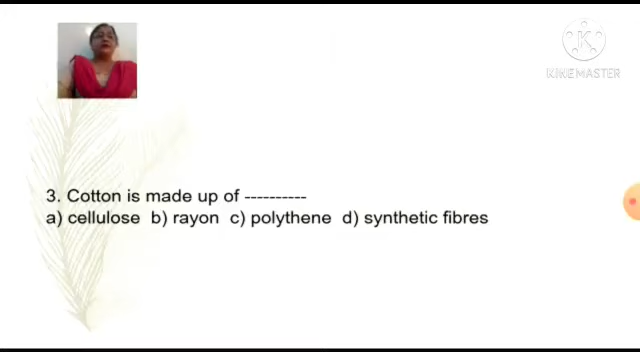 KINEMASTER
3. Cotton is made up of ----------
a) cellulose b) rayon c) polythene d) synthetic fibres